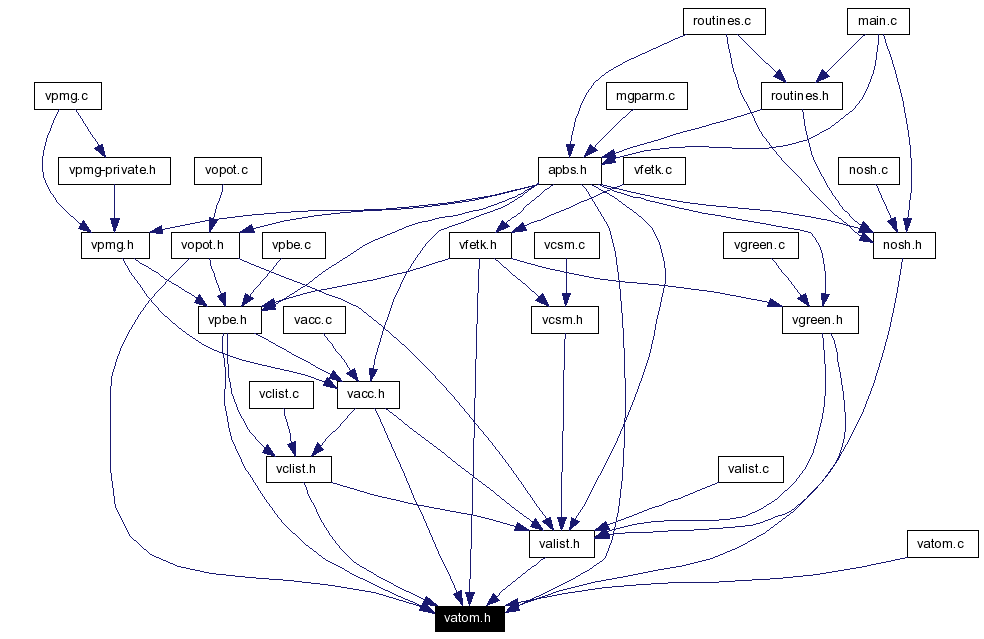 routines.c
main.c
vpmg.c
mgparm.c
routines.h
vpmg-private.h
vopot.c
apbs.h
vfetk.c
nosh.c
vpmg.h
vopot.h
vpbe.c
vfetk.h
vcsm.c
vgreen.c
nosh.h
vpbe.h
vacc.c
vcsm.h
vgreen.h
vclist.c
vacc.h
vclist.h
valist.c
valist.h
vatom.c
vatom.h